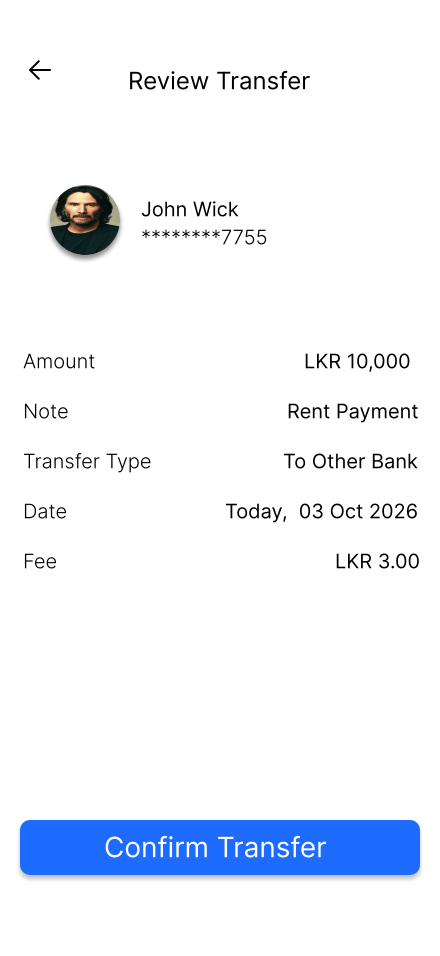 Review Transfer
John Wick
********7755
Amount LKR 10,000
Note Rent Payment
Transfer Type To Other Bank
Date Today, 03 Oct 2026
Fee LKR 3.00
Confirm Transfer